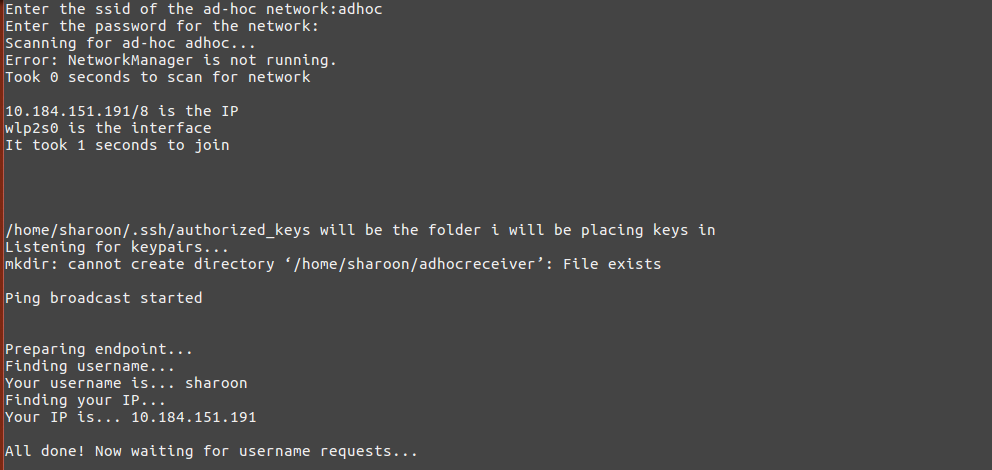 Enter the ssid of the ad-hoc network:adhoc
Enter the password for the network:
Scanning for ad-hoc adhoc...
Error: NetworkManager is not running.
Took 0 seconds to scan for network
10.184.151.191/8 is the IP
wlp2s0 is the interface
It took 1 seconds to join
/home/sharoon/.ssh/authorized_keys will be the folder i will be placing keys in
Listening for keypairs...
mkdir: cannot create directory ‘/home/sharoon/adhocreceiver’: File exists
Ping broadcast started
Preparing endpoint...
Finding username...
Your username is... sharoon
Finding your IP...
Your IP is... 10.184.151.191
All done! Now waiting for username requests...